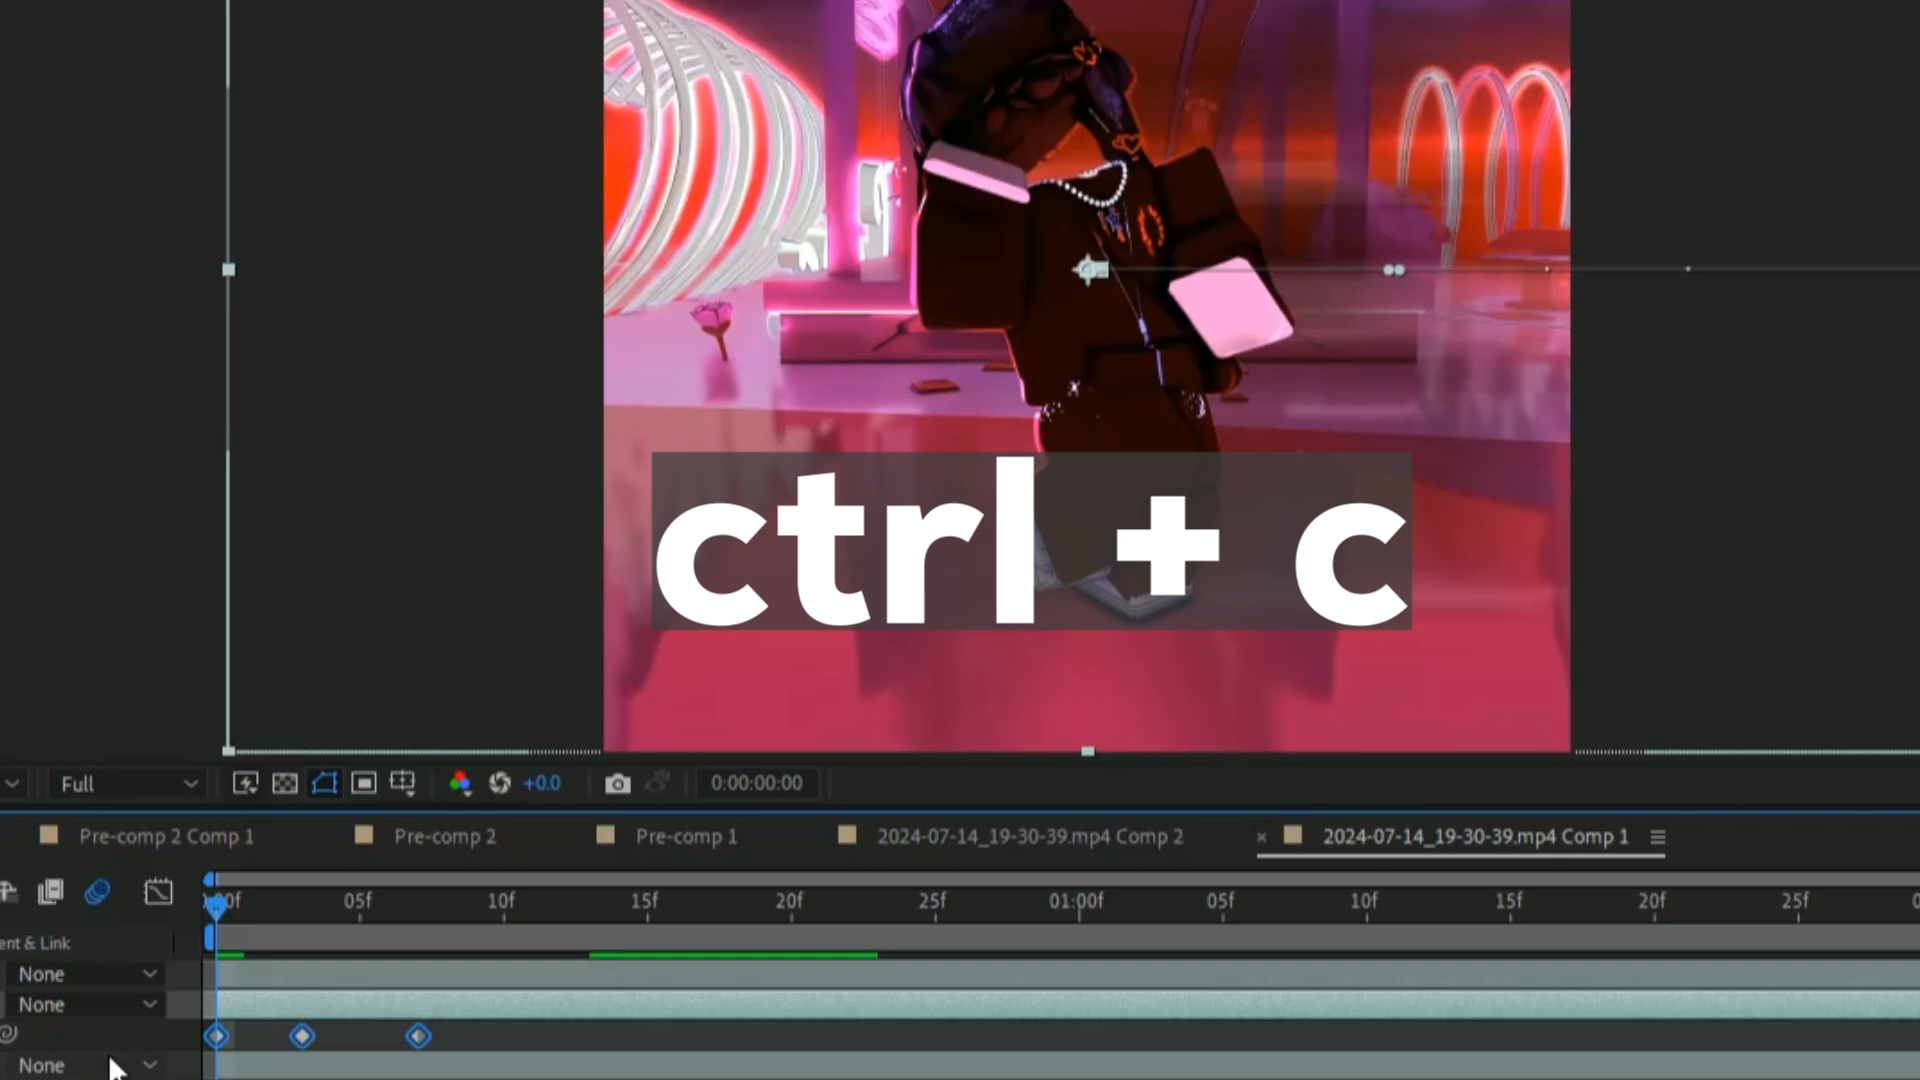 ctrl + c
Full
+0.0
0:00:00:00
Pre-comp 2 Comp 1
Pre-comp 2
Pre-comp 1
2024-07-14_19-30-39.mp4 Comp 2
× 2024-07-14_19-30-39.mp4 Comp 1
05f 10f 15f 20f 25f 01:00f 05f 10f 15f 20f 25f
ent & Link
None
None
None